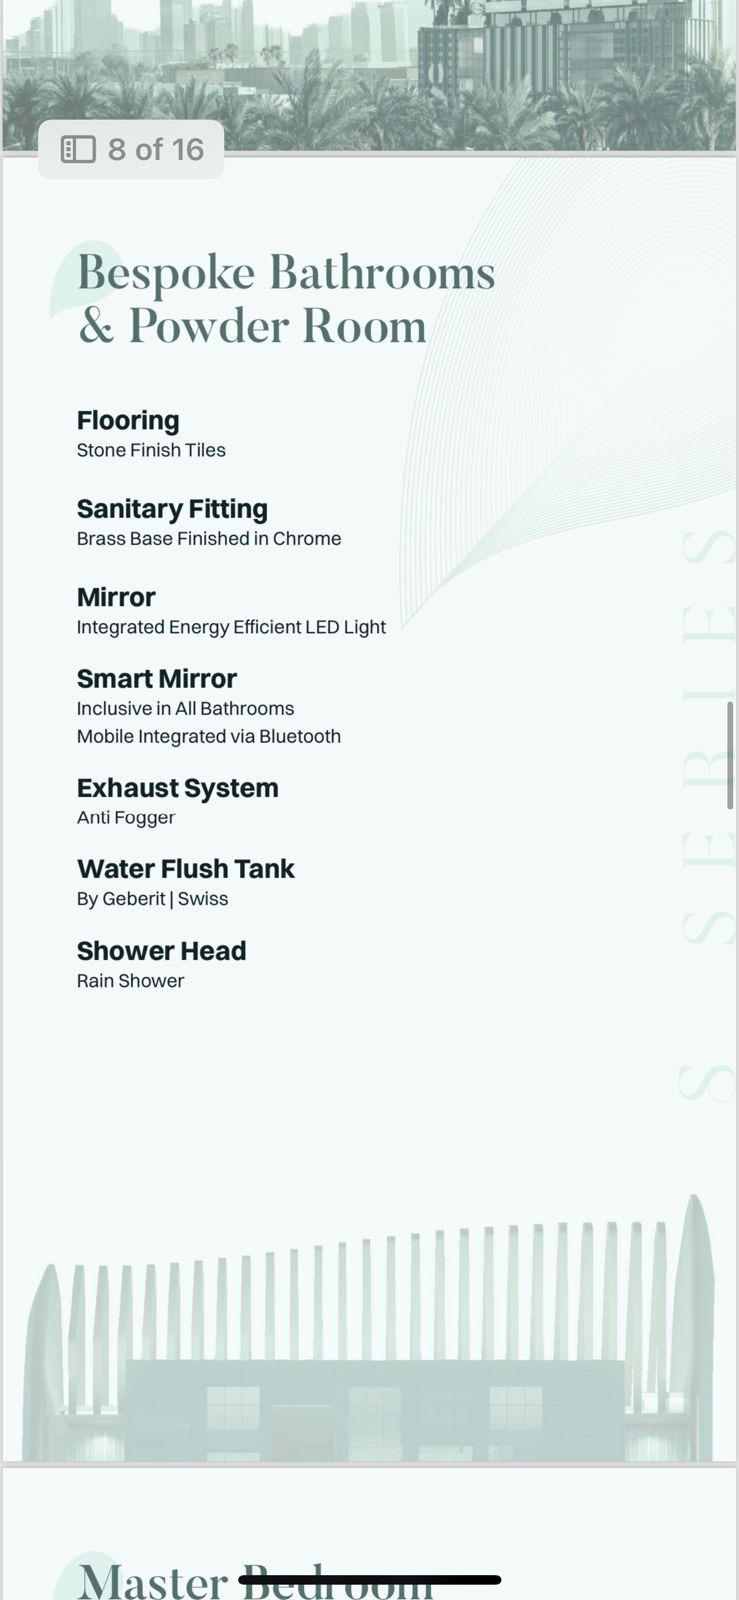 8 of 16
Bespoke Bathrooms
& Powder Room
Flooring
Stone Finish Tiles
Sanitary Fitting
Brass Base Finished in Chrome
Mirror
Integrated Energy Efficient LED Light
Smart Mirror
Inclusive in All Bathrooms
Mobile Integrated via Bluetooth
Exhaust System
Anti Fogger
Water Flush Tank
By Geberit | Swiss
Shower Head
Rain Shower
S SERIES
Master Bedroom